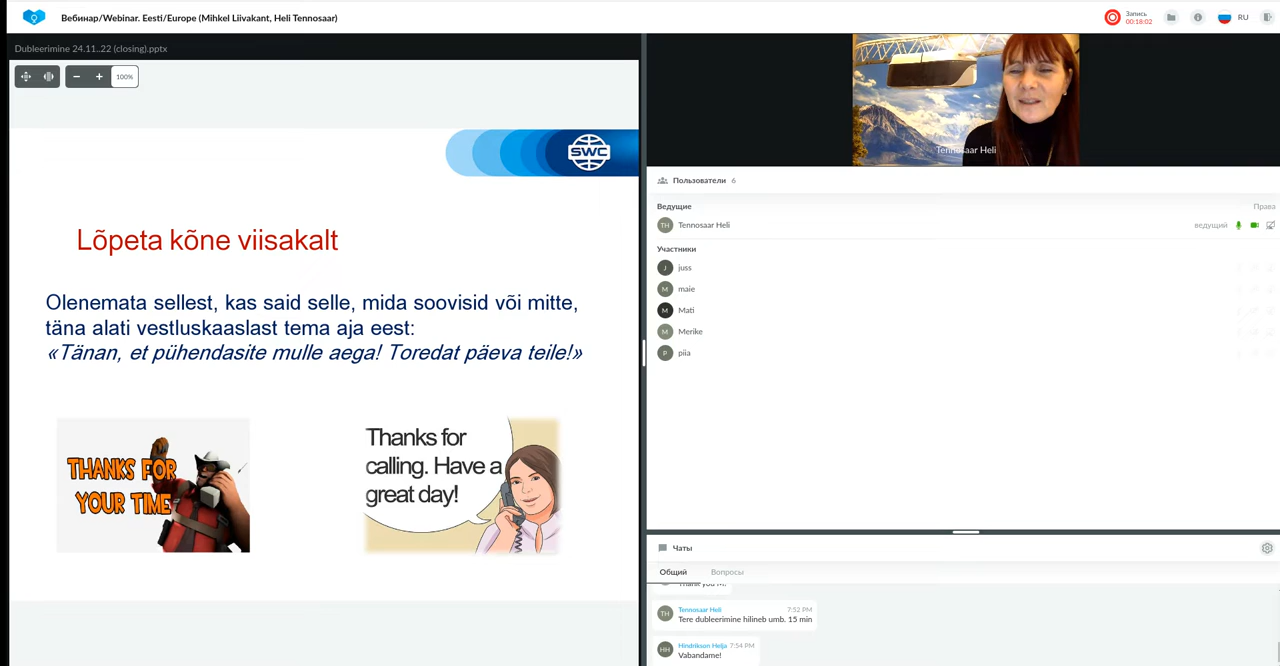 Вебинар/Webinar. Eesti/Europe (Mihkel Liivakant, Heli Tennosaar)
Запись
00:18:02
RU
Dubleerimine 24.11..22 (closing).pptx
100%
SWC
Lõpeta kõne viisakalt
Olenemata sellest, kas said selle, mida soovisid või mitte,
täna alati vestluskaaslast tema aja eest:
«Tänan, et pühendasite mulle aega! Toredat päeva teile!»
THANKS FOR
YOUR TIME
Thanks for
calling. Have a
great day!
Tennosaar Heli
Пользователи 6
Ведущие
Права
TH Tennosaar Heli ведущий
Участники
J juss
M maie
M Mati
M Merike
P piia
Чаты
Общий Вопросы
Thank you M!
TH Tennosaar Heli 7:52 PM
Tere dubleerimine hilineb umb. 15 min
HH Hindrikson Helja 7:54 PM
Vabandame!